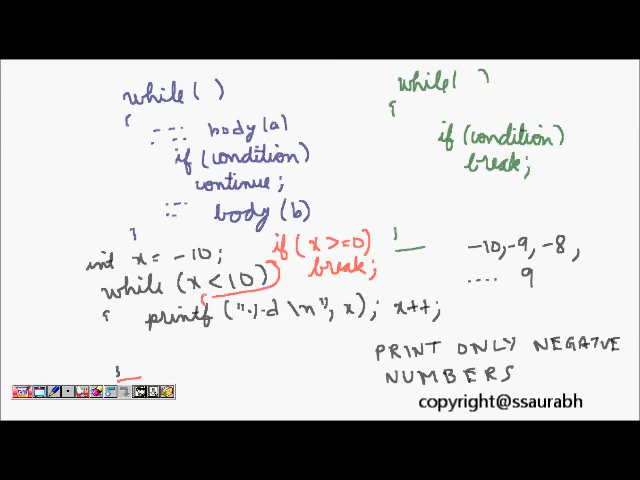 while ( )
{
body (a)
if (condition)
continue;
body (b)
}
while( )
{
if (condition)
break;
}
int x = -10;
while (x < 10)
{ printf ("%d \n", x); x++;
}
if (x >= 0)
break;
-10, -9, -8,
.... 9
PRINT ONLY NEGATIVE
NUMBERS
copyright@ssaurabh